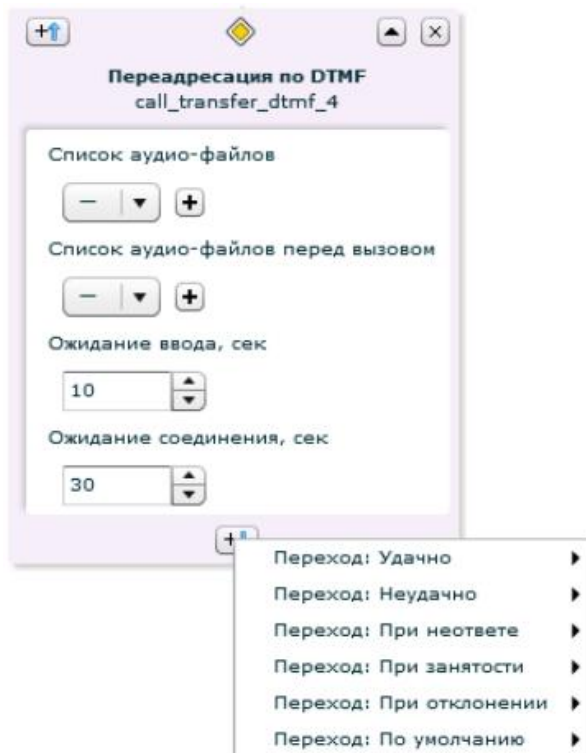 Переадресация по DTMF
call_transfer_dtmf_4
Список аудио-файлов
—
Список аудио-файлов перед вызовом
—
Ожидание ввода, сек
10
Ожидание соединения, сек
30
Переход: Удачно
Переход: Неудачно
Переход: При неответе
Переход: При занятости
Переход: При отклонении
Переход: По умолчанию